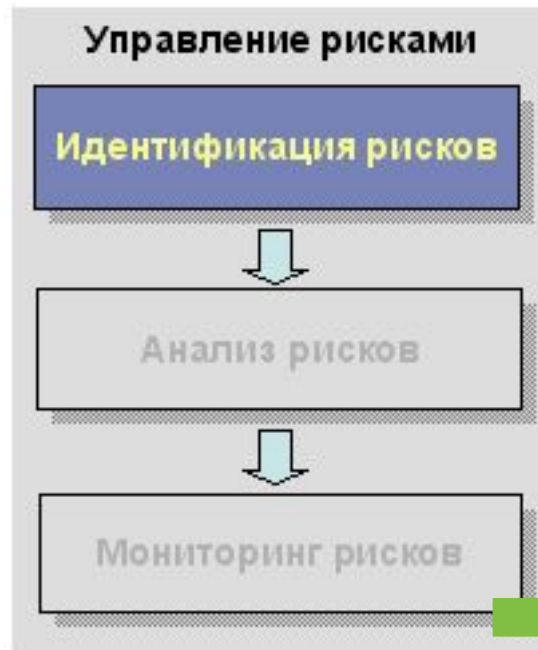 Управление рисками
Идентификация рисков
Анализ рисков
Мониторинг рисков